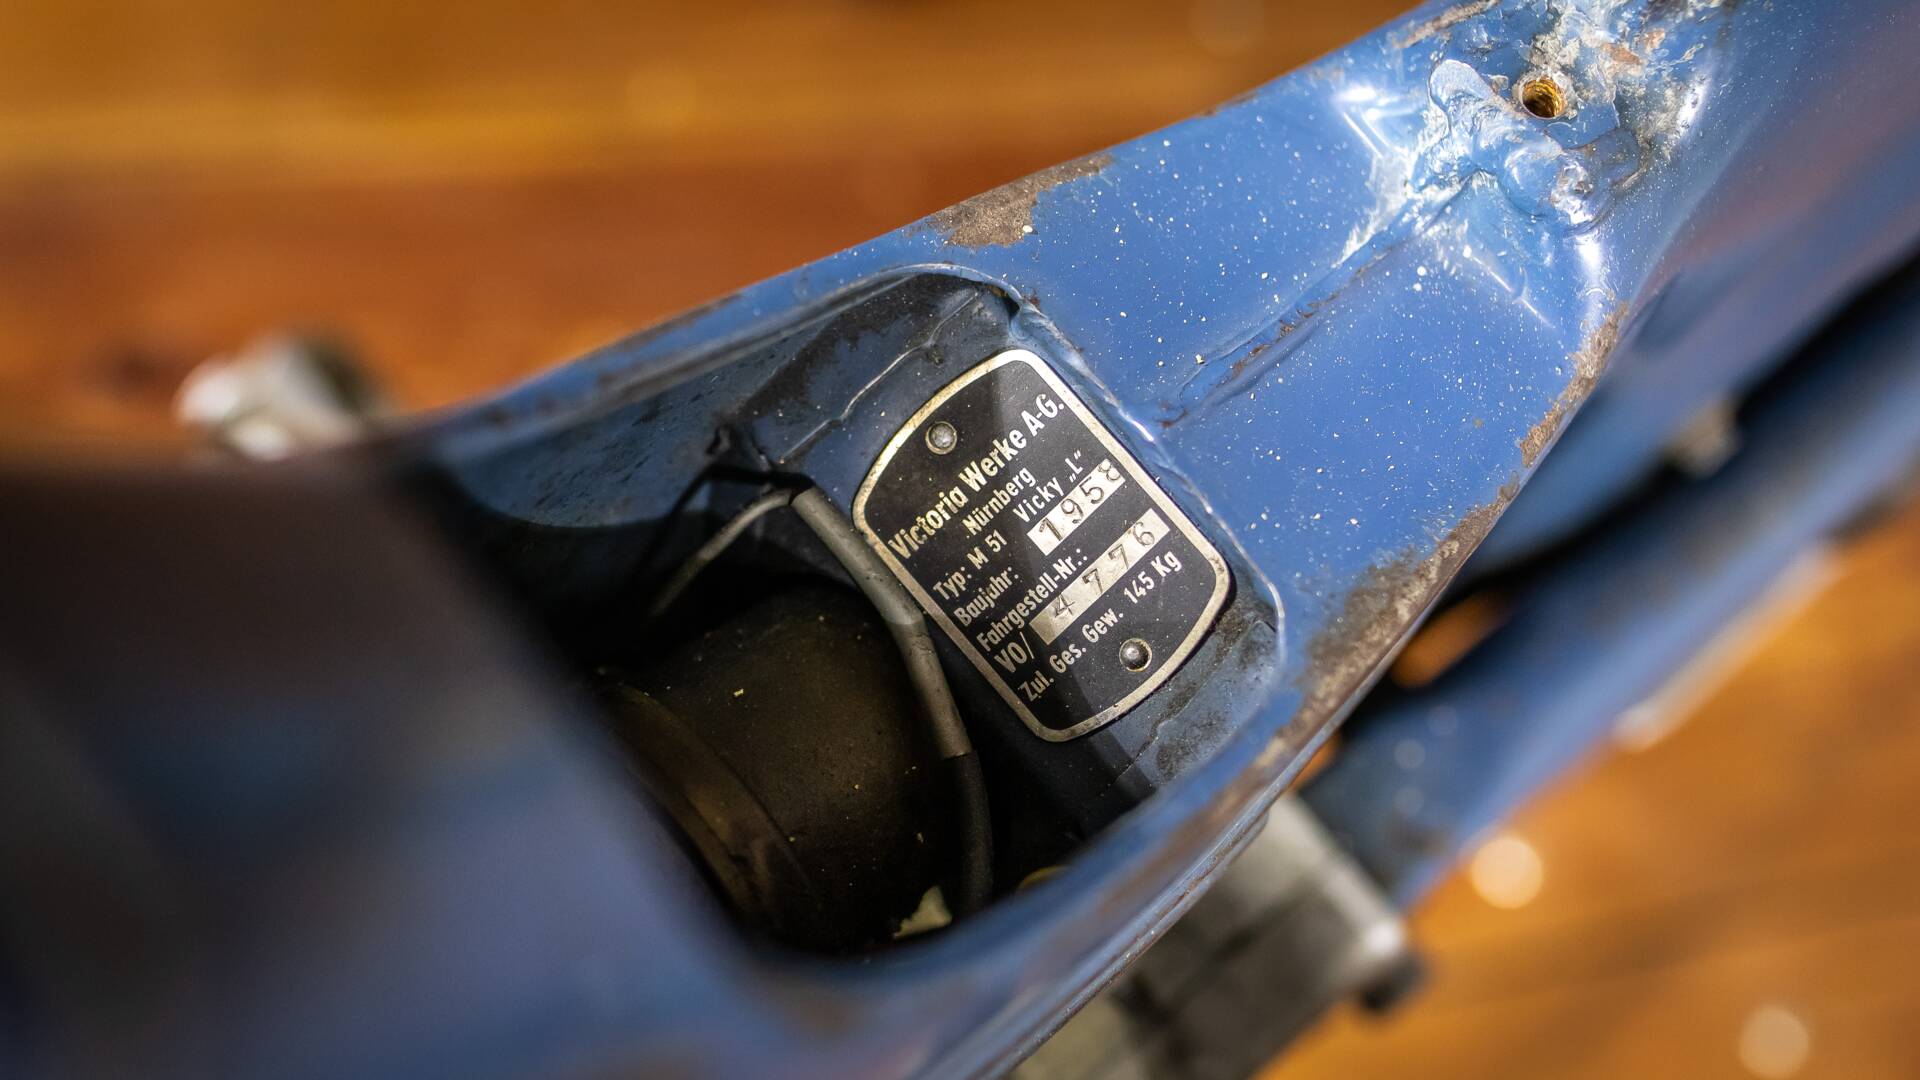 Victoria Werke A-G.
Nürnberg
Typ: M 51 Vicky „L“
Baujahr: 1958
Fahrgestell-Nr.:
VO/ 4776
Zul. Ges. Gew. 145 Kg